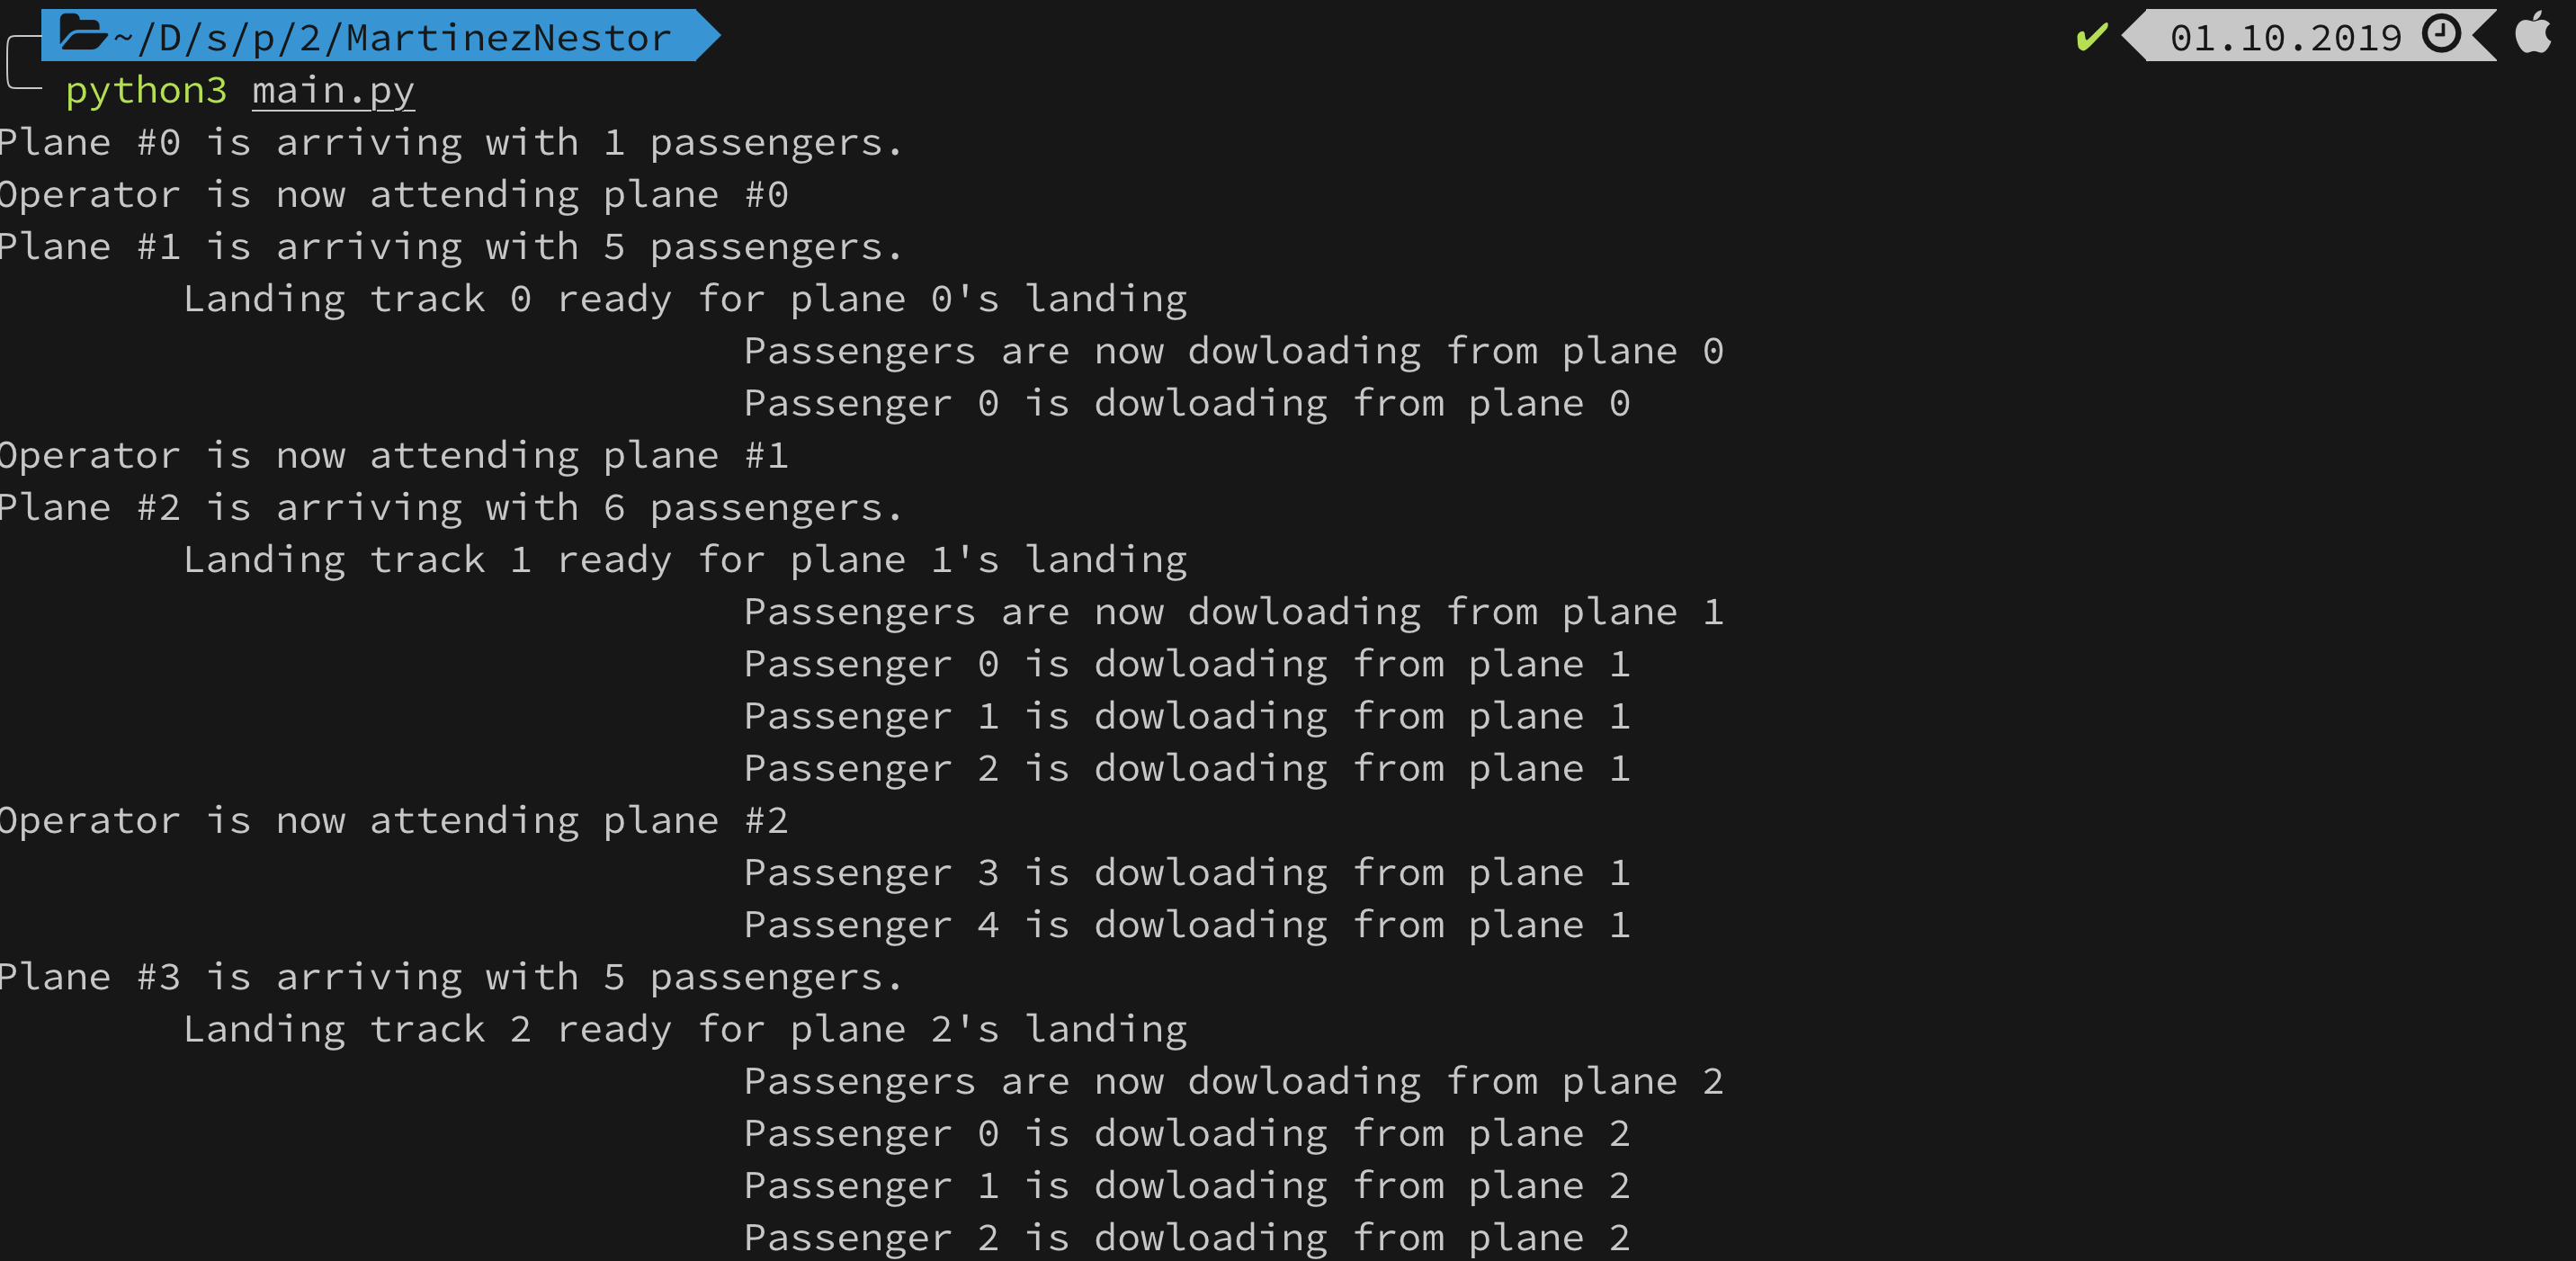 ~/D/s/p/2/MartinezNestor ✔ 01.10.2019
python3 main.py
Plane #0 is arriving with 1 passengers.
Operator is now attending plane #0
Plane #1 is arriving with 5 passengers.
Landing track 0 ready for plane 0's landing
Passengers are now dowloading from plane 0
Passenger 0 is dowloading from plane 0
Operator is now attending plane #1
Plane #2 is arriving with 6 passengers.
Landing track 1 ready for plane 1's landing
Passengers are now dowloading from plane 1
Passenger 0 is dowloading from plane 1
Passenger 1 is dowloading from plane 1
Passenger 2 is dowloading from plane 1
Operator is now attending plane #2
Passenger 3 is dowloading from plane 1
Passenger 4 is dowloading from plane 1
Plane #3 is arriving with 5 passengers.
Landing track 2 ready for plane 2's landing
Passengers are now dowloading from plane 2
Passenger 0 is dowloading from plane 2
Passenger 1 is dowloading from plane 2
Passenger 2 is dowloading from plane 2